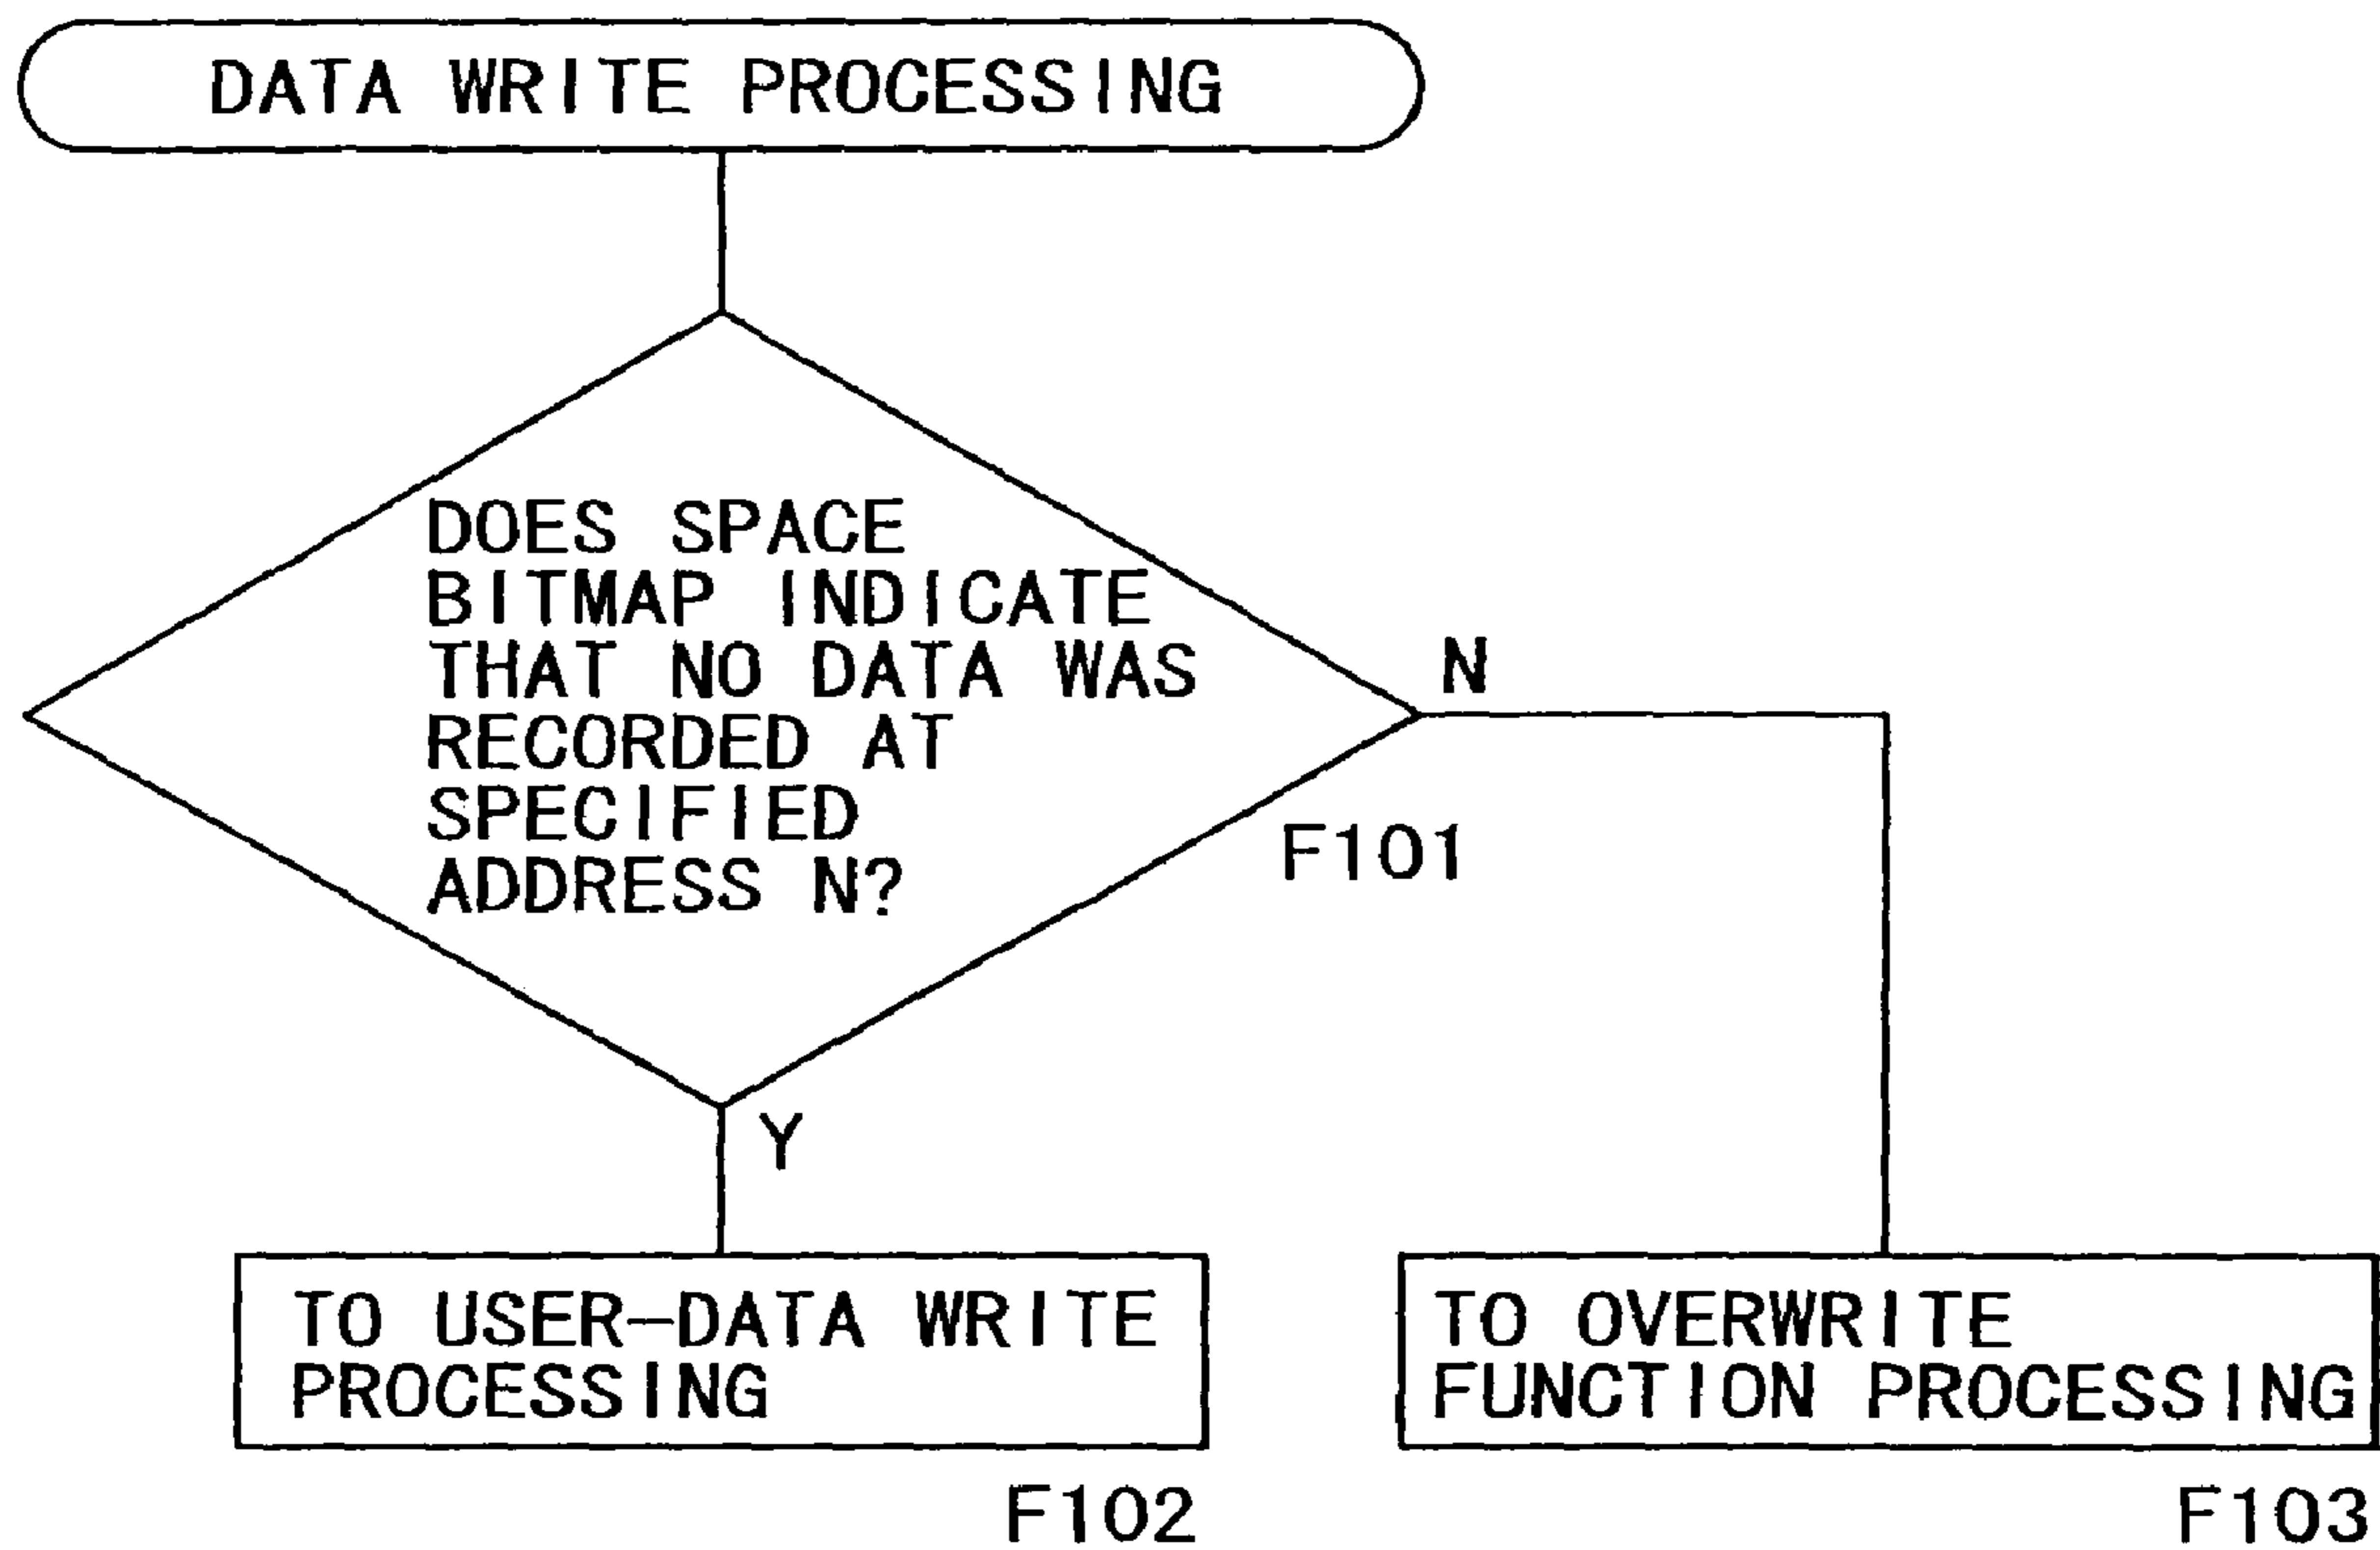 DATA WRITE PROCESSING
DOES SPACE
BITMAP INDICATE
THAT NO DATA WAS
RECORDED AT
SPECIFIED
ADDRESS N?
N
F101
Y
TO USER-DATA WRITE
PROCESSING
F102
TO OVERWRITE
FUNCTION PROCESSING
F103